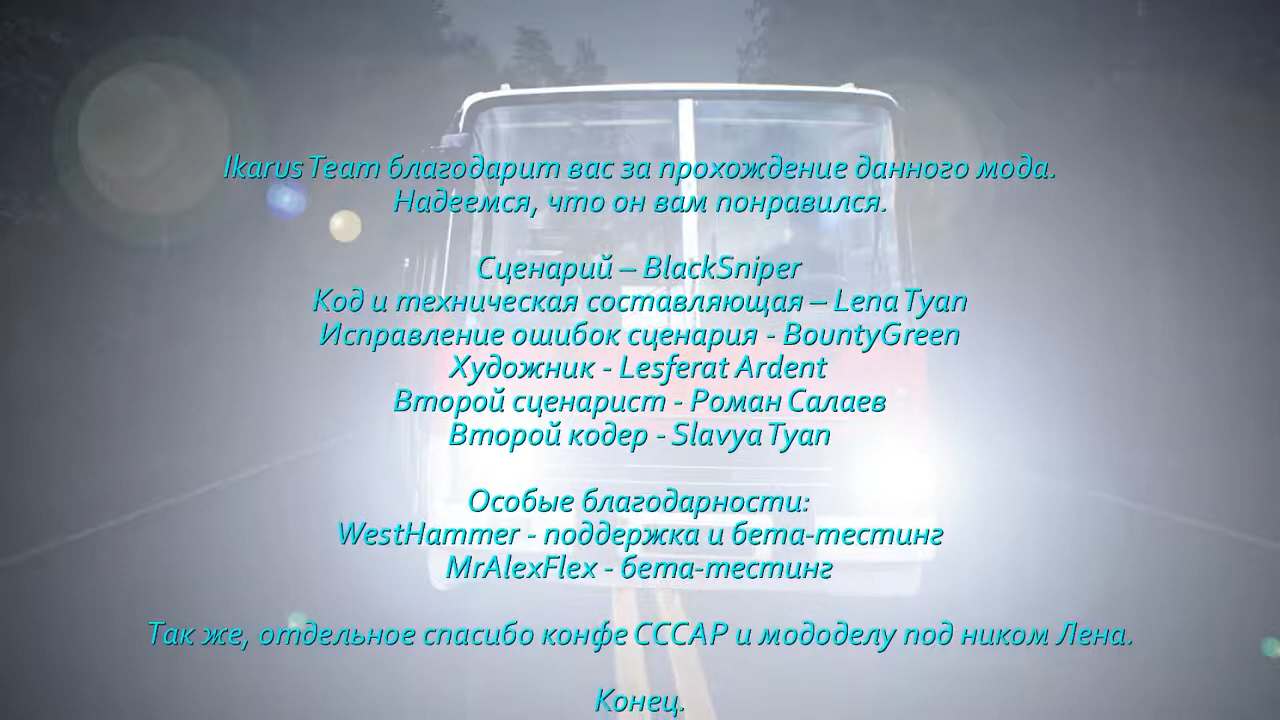 Ikarus Team благодарит вас за прохождение данного мода.
Надеемся, что он вам понравился.
Сценарий – BlackSniper
Код и техническая составляющая – Lena Tyan
Исправление ошибок сценария - BountyGreen
Художник - Lesferat Ardent
Второй сценарист - Роман Салаев
Второй кодер - Slavya Tyan
Особые благодарности:
WestHammer - поддержка и бета-тестинг
MrAlexFlex - бета-тестинг
Так же, отдельное спасибо конфе СССАР и мододелу под ником Лена.
Конец.